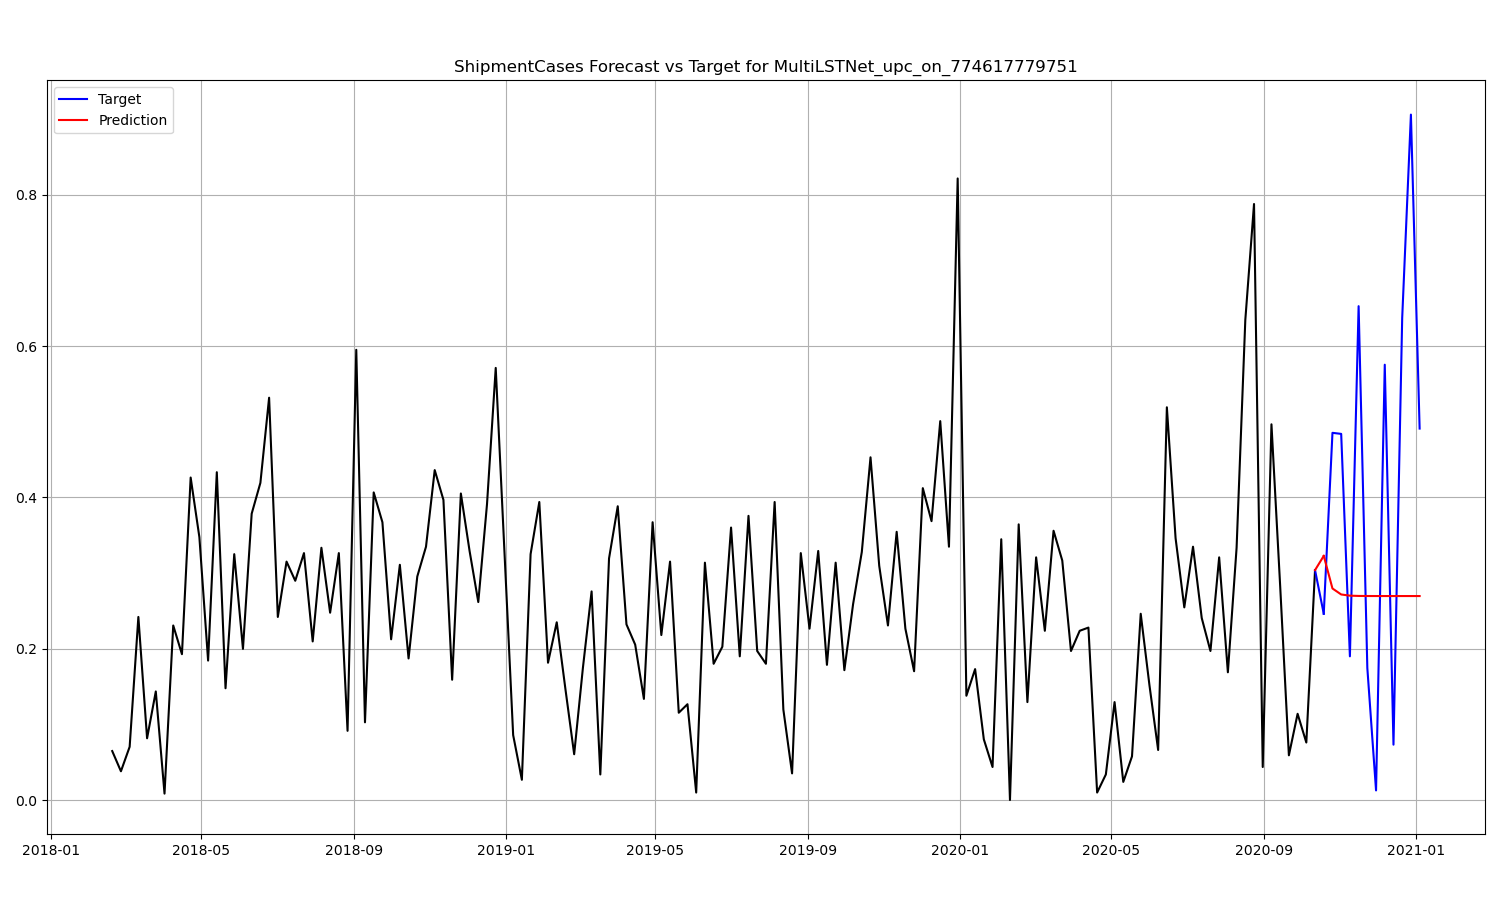 ShipmentCases Forecast vs Target for MultiLSTNet_upc_on_774617779751
Target
Prediction
0.8
0.6
0.4
0.2
0.0
2018-01 2018-05 2018-09 2019-01 2019-05 2019-09 2020-01 2020-05 2020-09 2021-01